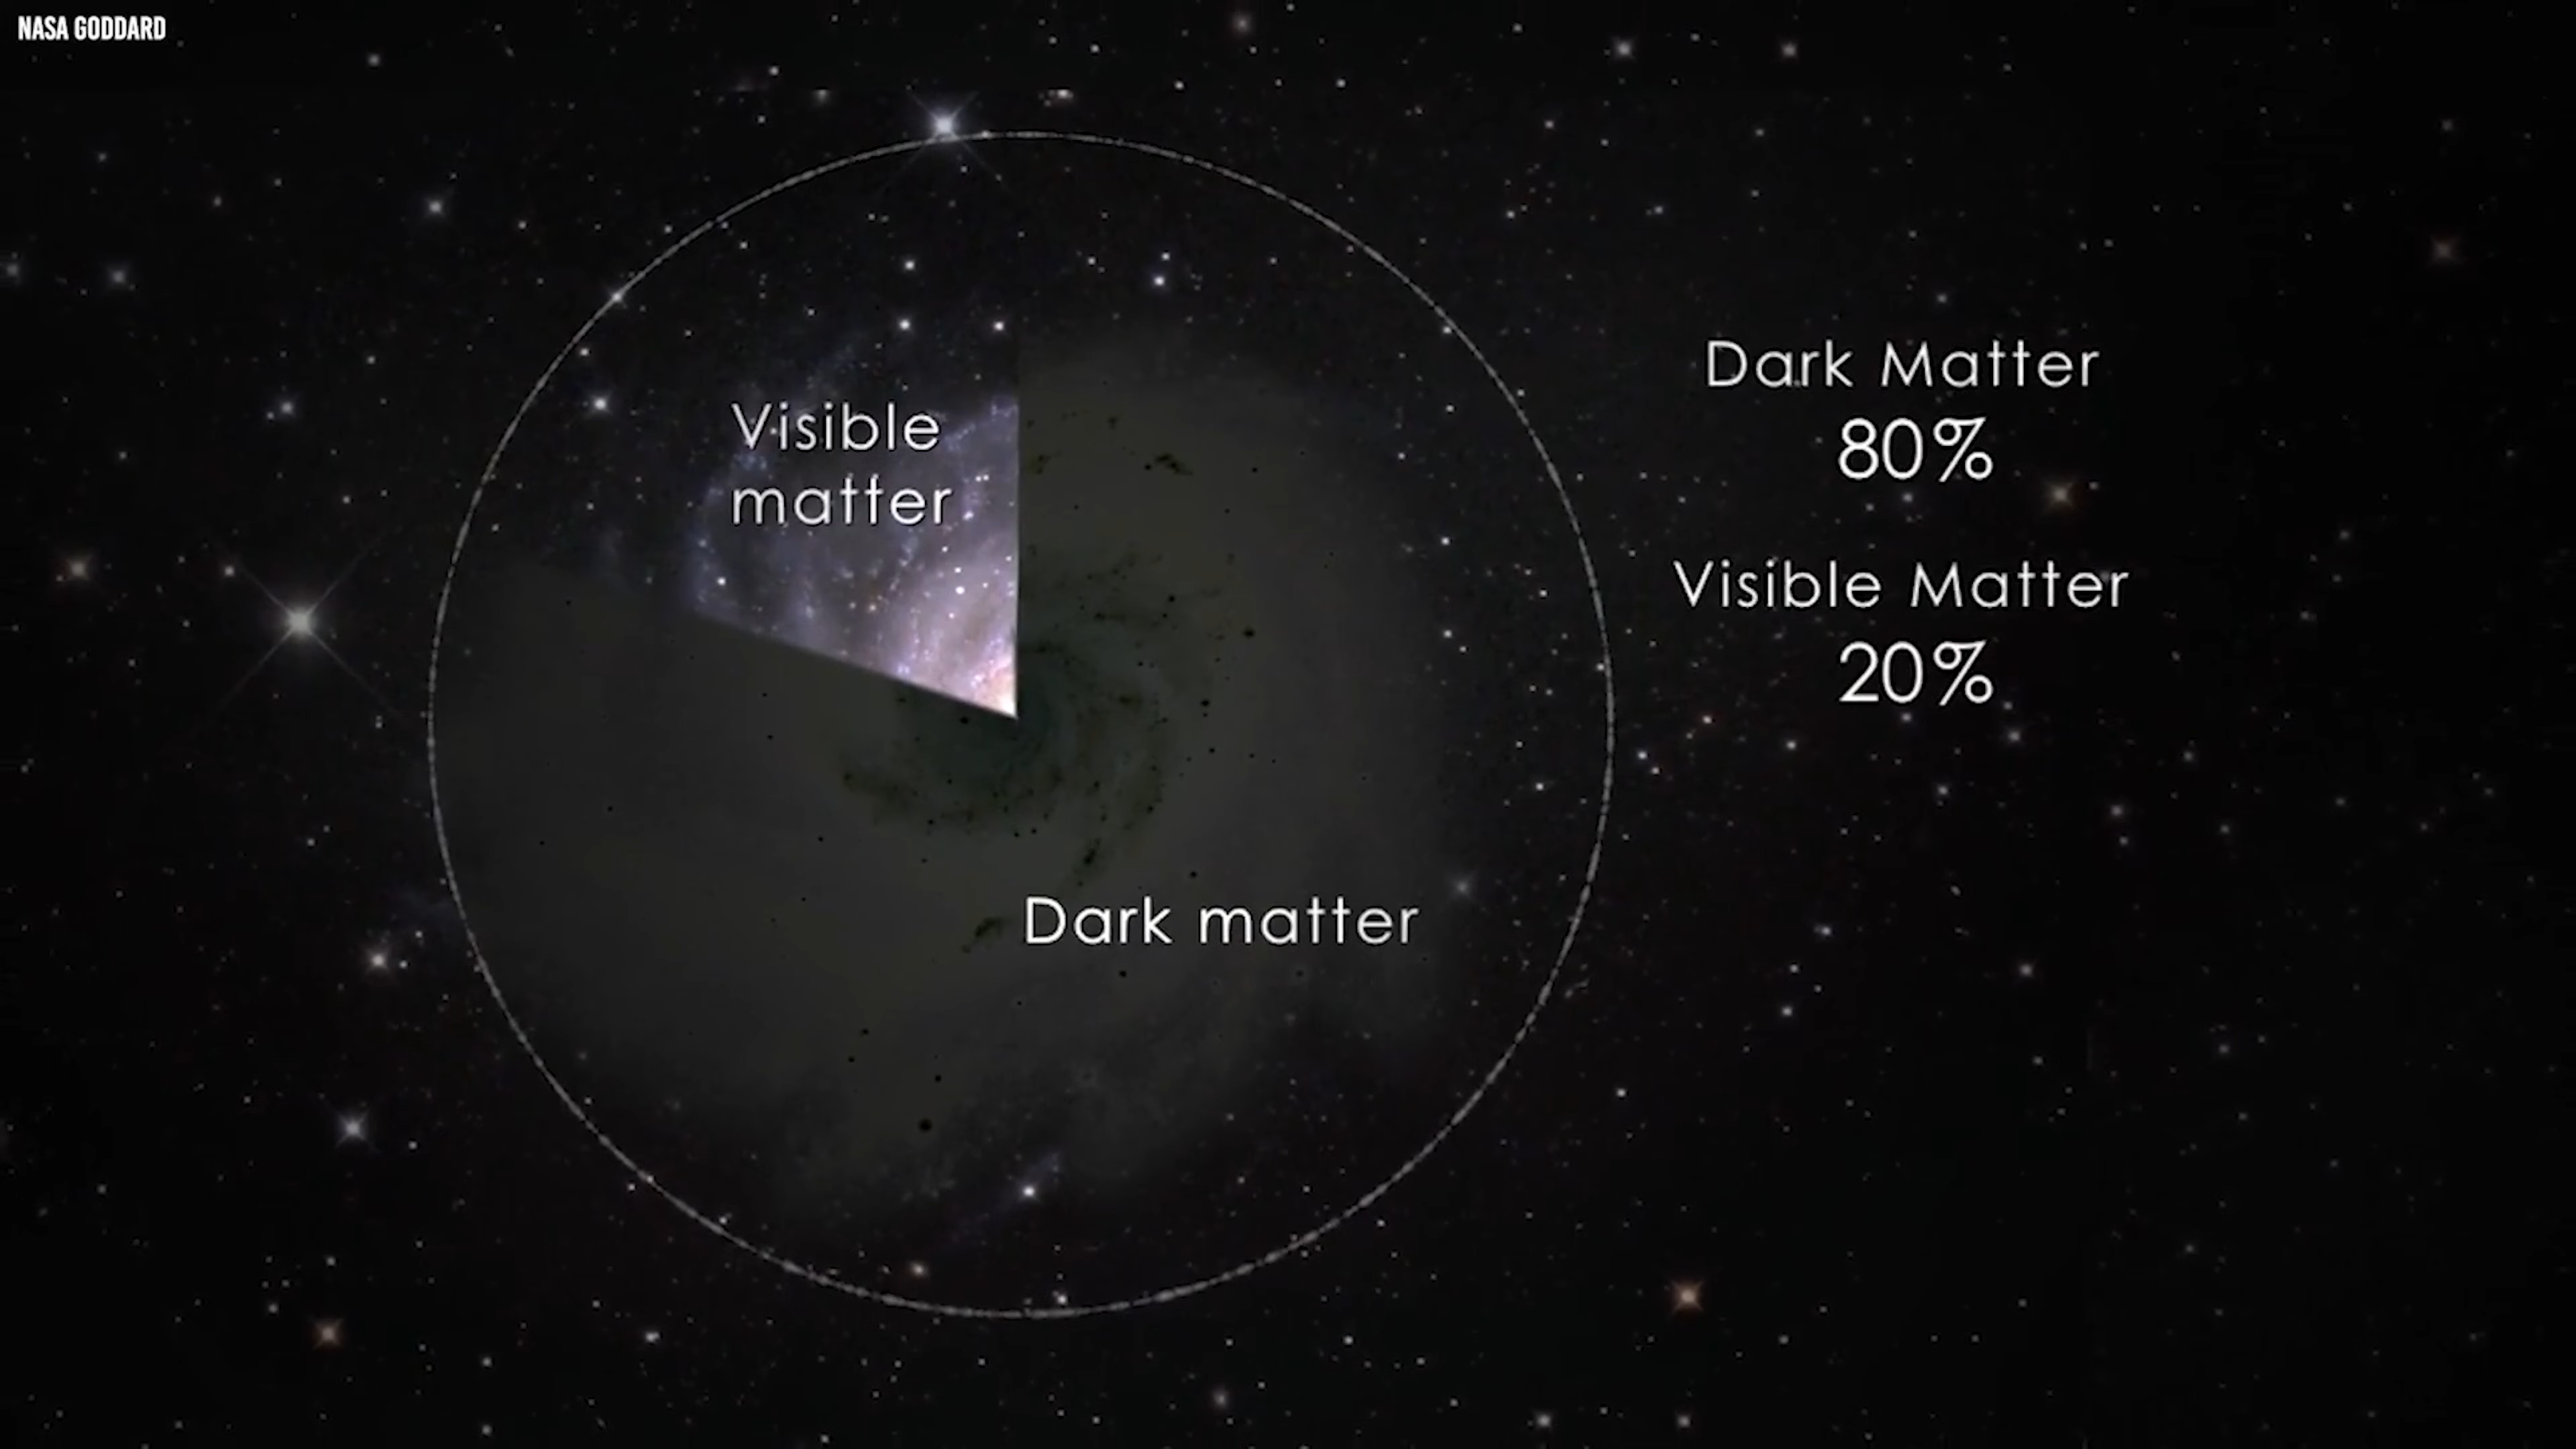 NASA GODDARD
Visible
matter
Dark matter
Dark Matter
80%
Visible Matter
20%